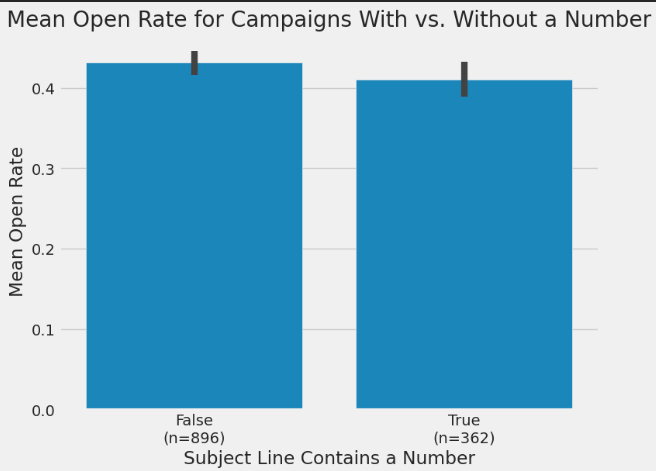 Mean Open Rate for Campaigns With vs. Without a Number
Mean Open Rate
0.4
0.3
0.2
0.1
0.0
False
(n=896)
True
(n=362)
Subject Line Contains a Number